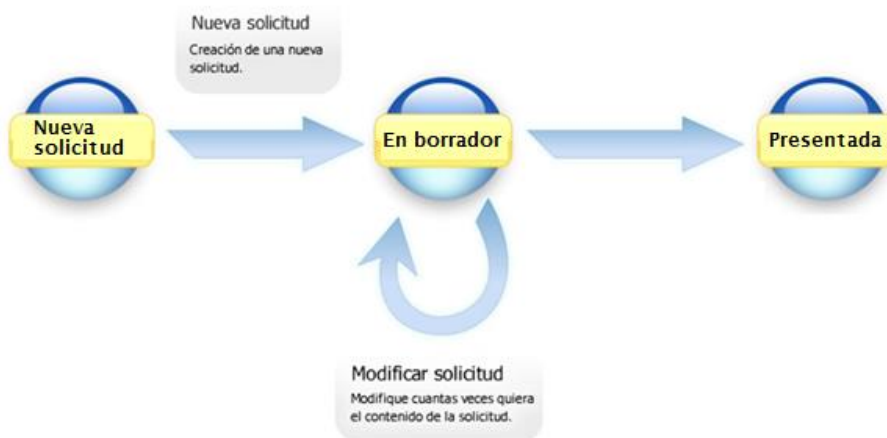 Nueva solicitud
Creación de una nueva
solicitud.
Nueva
solicitud
En borrador
Presentada
Modificar solicitud
Modifique cuantas veces quiera
el contenido de la solicitud.